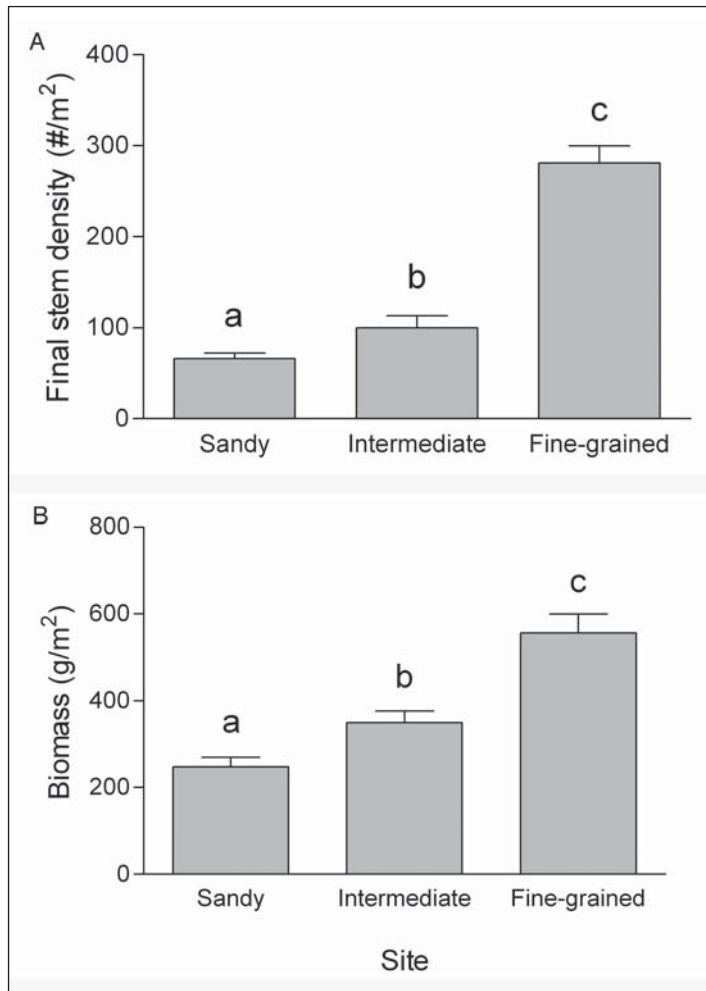 A
Final stem density (#/m²)
400
300
200
100
0
a
b
c
Sandy Intermediate Fine-grained
B
Biomass (g/m²)
800
600
400
200
0
a
b
c
Sandy Intermediate Fine-grained
Site